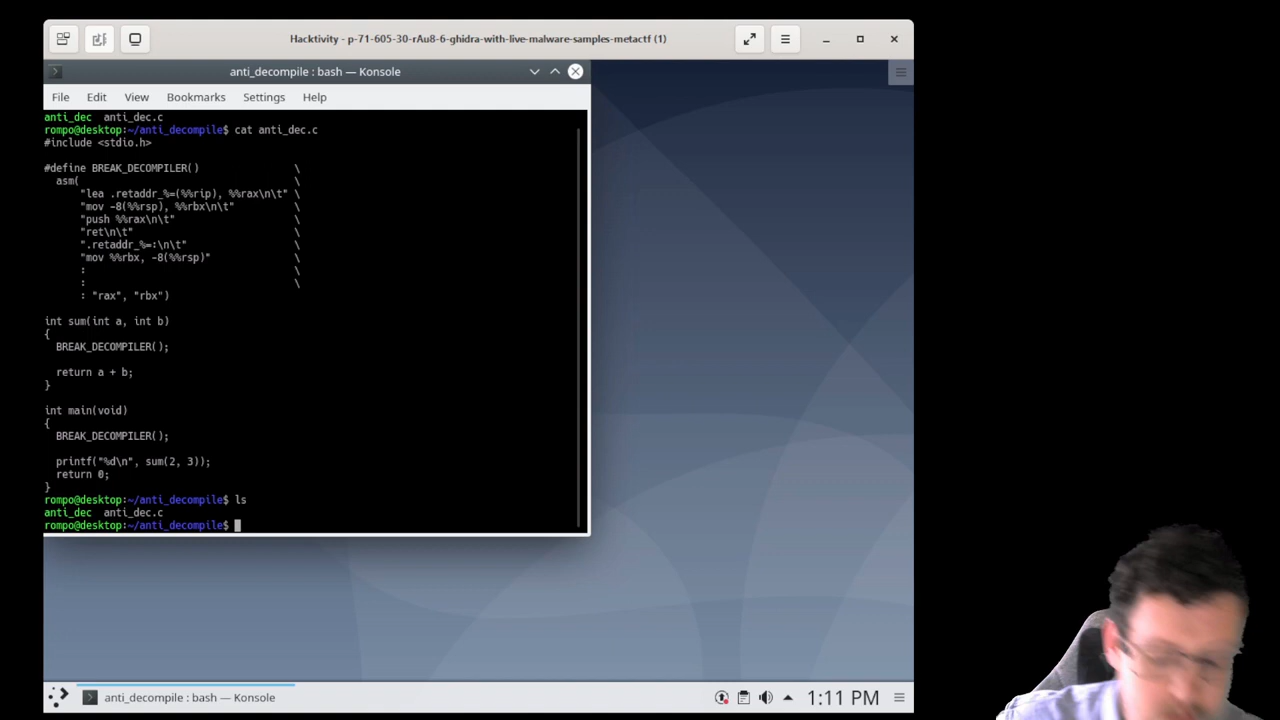 Hacktivity - p-71-605-30-rAu8-6-ghidra-with-live-malware-samples-metactf (1)
anti_decompile : bash — Konsole
File Edit View Bookmarks Settings Help
anti_dec  anti_dec.c
rompo@desktop:~/anti_decompile$ cat anti_dec.c
#include <stdio.h>
#define BREAK_DECOMPILER() \
asm( \
"lea .retaddr_%=(%%rip), %%rax\n\t" \
"mov -8(%%rsp), %%rbx\n\t" \
"push %%rax\n\t" \
"ret\n\t" \
".retaddr_%=:\n\t" \
"mov %%rbx, -8(%%rsp)" \
: \
: \
: "rax", "rbx")
int sum(int a, int b)
{
BREAK_DECOMPILER();
return a + b;
}
int main(void)
{
BREAK_DECOMPILER();
printf("%d\n", sum(2, 3));
return 0;
}
rompo@desktop:~/anti_decompile$ ls
anti_dec  anti_dec.c
rompo@desktop:~/anti_decompile$
anti_decompile : bash — Konsole
1:11 PM